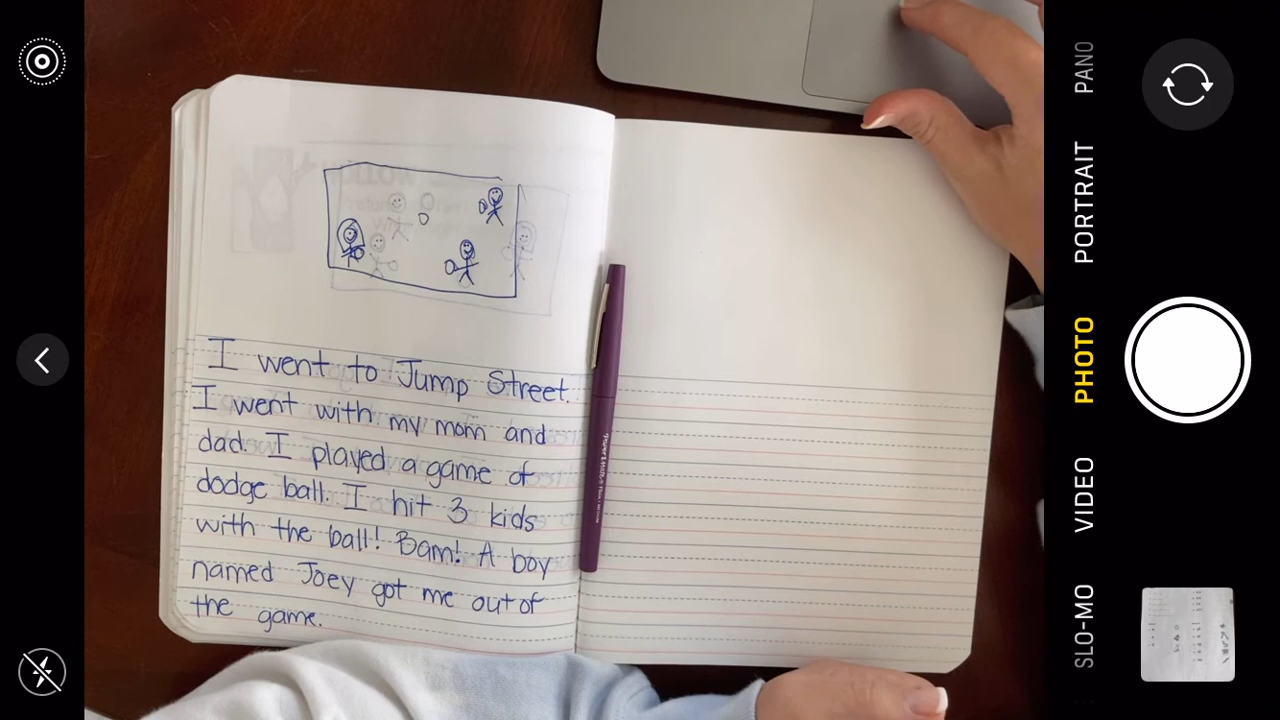 I went to Jump Street.
I went with my mom and
dad. I played a game of
dodge ball. I hit 3 kids
with the ball! Bam! A boy
named Joey got me out of
the game.
PANO
PORTRAIT
PHOTO
VIDEO
SLO-MO